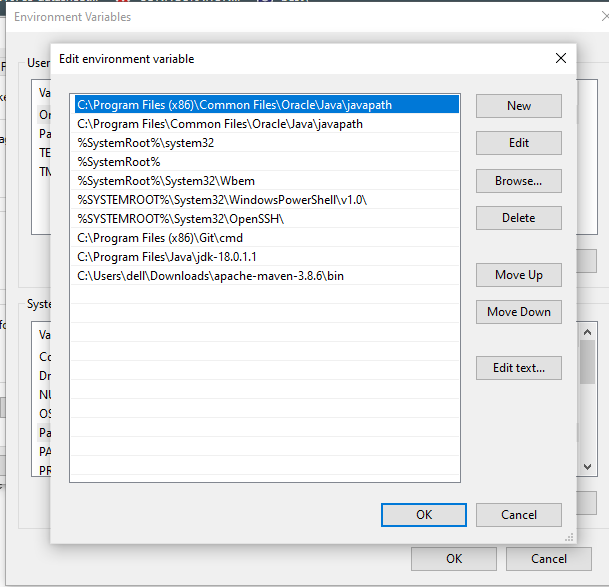 Environment Variables
Edit environment variable
User
Va
Or
Pa
TE
TM
C:\Program Files (x86)\Common Files\Oracle\Java\javapath
C:\Program Files\Common Files\Oracle\Java\javapath
%SystemRoot%\system32
%SystemRoot%
%SystemRoot%\System32\Wbem
%SYSTEMROOT%\System32\WindowsPowerShell\v1.0\
%SYSTEMROOT%\System32\OpenSSH\
C:\Program Files (x86)\Git\cmd
C:\Program Files\Java\jdk-18.0.1.1
C:\Users\dell\Downloads\apache-maven-3.8.6\bin
New
Edit
Browse...
Delete
Move Up
Move Down
Edit text...
Syste
Va
Co
Dr
NU
OS
Pa
PA
PR
OK
Cancel
OK
Cancel